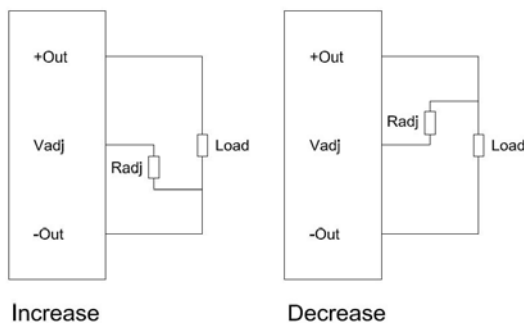 +Out
Vadj
Radj
Load
-Out
Increase
+Out
Radj
Vadj
Load
-Out
Decrease